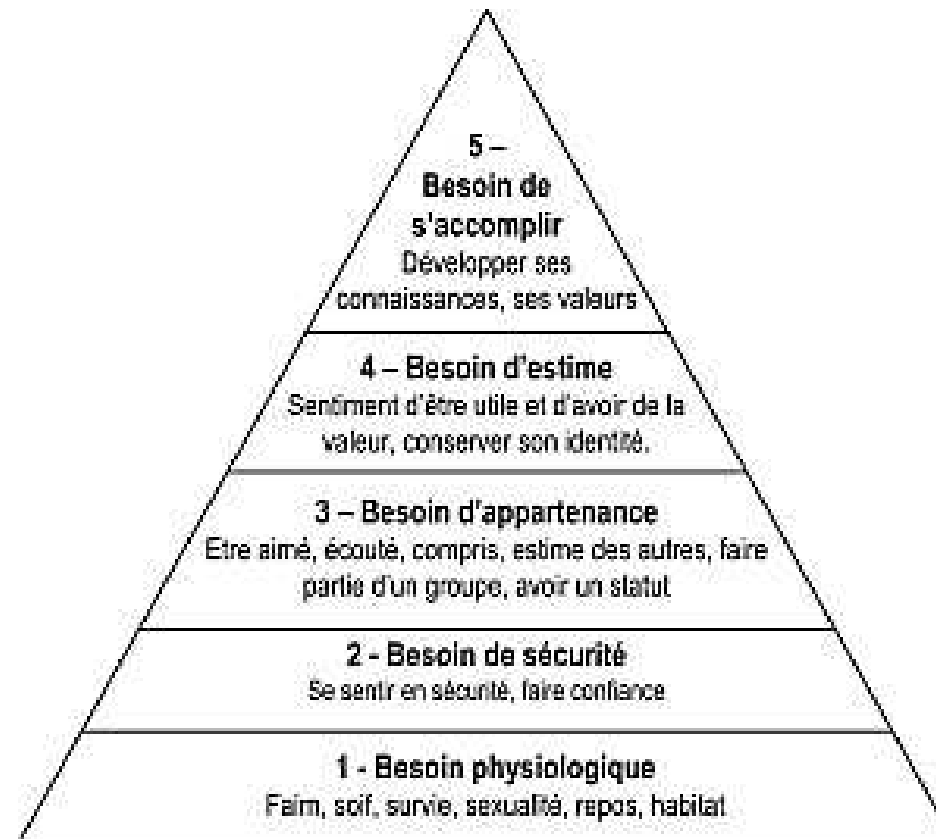 5 –
Besoin de
s'accomplir
Développer ses
connaissances, ses valeurs
4 – Besoin d'estime
Sentiment d'être utile et d'avoir de la
valeur, conserver son identité.
3 – Besoin d'appartenance
Etre aimé, écouté, compris, estime des autres, faire
partie d'un groupe, avoir un statut
2 - Besoin de sécurité
Se sentir en sécurité, faire confiance
1 - Besoin physiologique
Faim, soif, survie, sexualité, repos, habitat